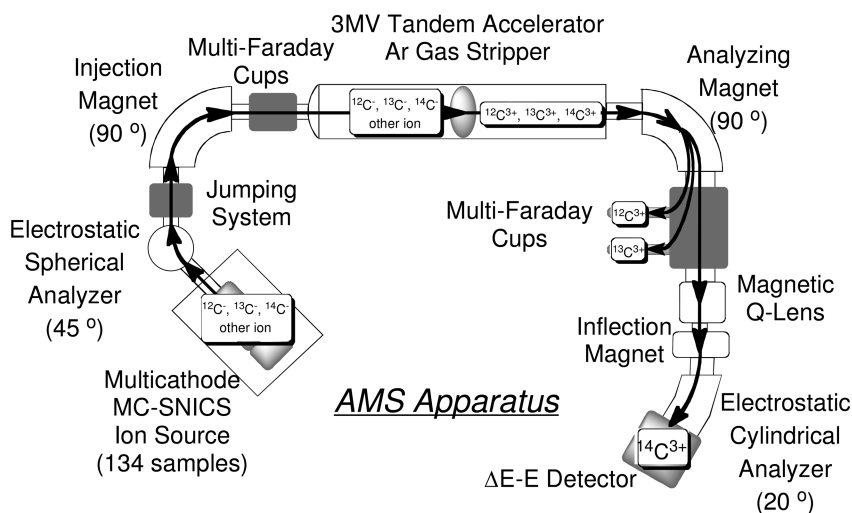 3MV Tandem Accelerator
Ar Gas Stripper
Multi-Faraday
Cups
Injection
Magnet
(90 º)
Analyzing
Magnet
(90 º)
¹²C⁻, ¹³C⁻, ¹⁴C⁻
other ion
¹²C³⁺, ¹³C³⁺, ¹⁴C³⁺
Jumping
System
Electrostatic
Spherical
Analyzer
(45 º)
Multi-Faraday
Cups
¹²C³⁺
¹³C³⁺
Magnetic
Q-Lens
¹²C⁻, ¹³C⁻, ¹⁴C⁻
other ion
Inflection
Magnet
Multicathode
MC-SNICS
Ion Source
(134 samples)
AMS Apparatus
Electrostatic
Cylindrical
Analyzer
(20 º)
¹⁴C³⁺
ΔE-E Detector